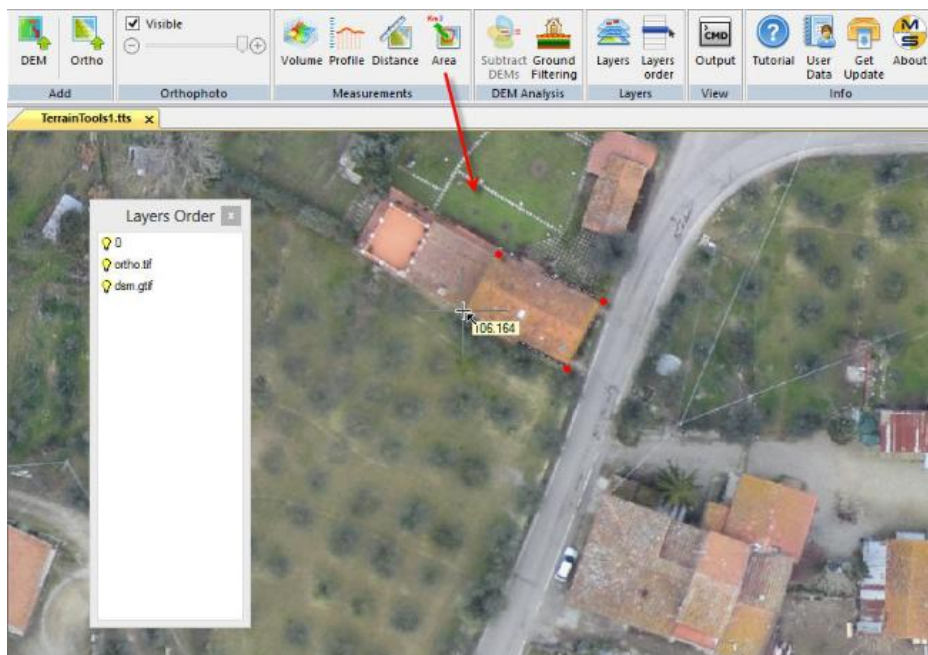 Visible
DEM Ortho Volume Profile Distance Area Subtract DEMs Ground Filtering Layers Layers order CMD Output Tutorial User Data Get Update M S About
Add Orthophoto Measurements DEM Analysis Layers View Info
TerrainTools1.tts x
Layers Order x
0
ortho.tif
dsm.gtif
106.164